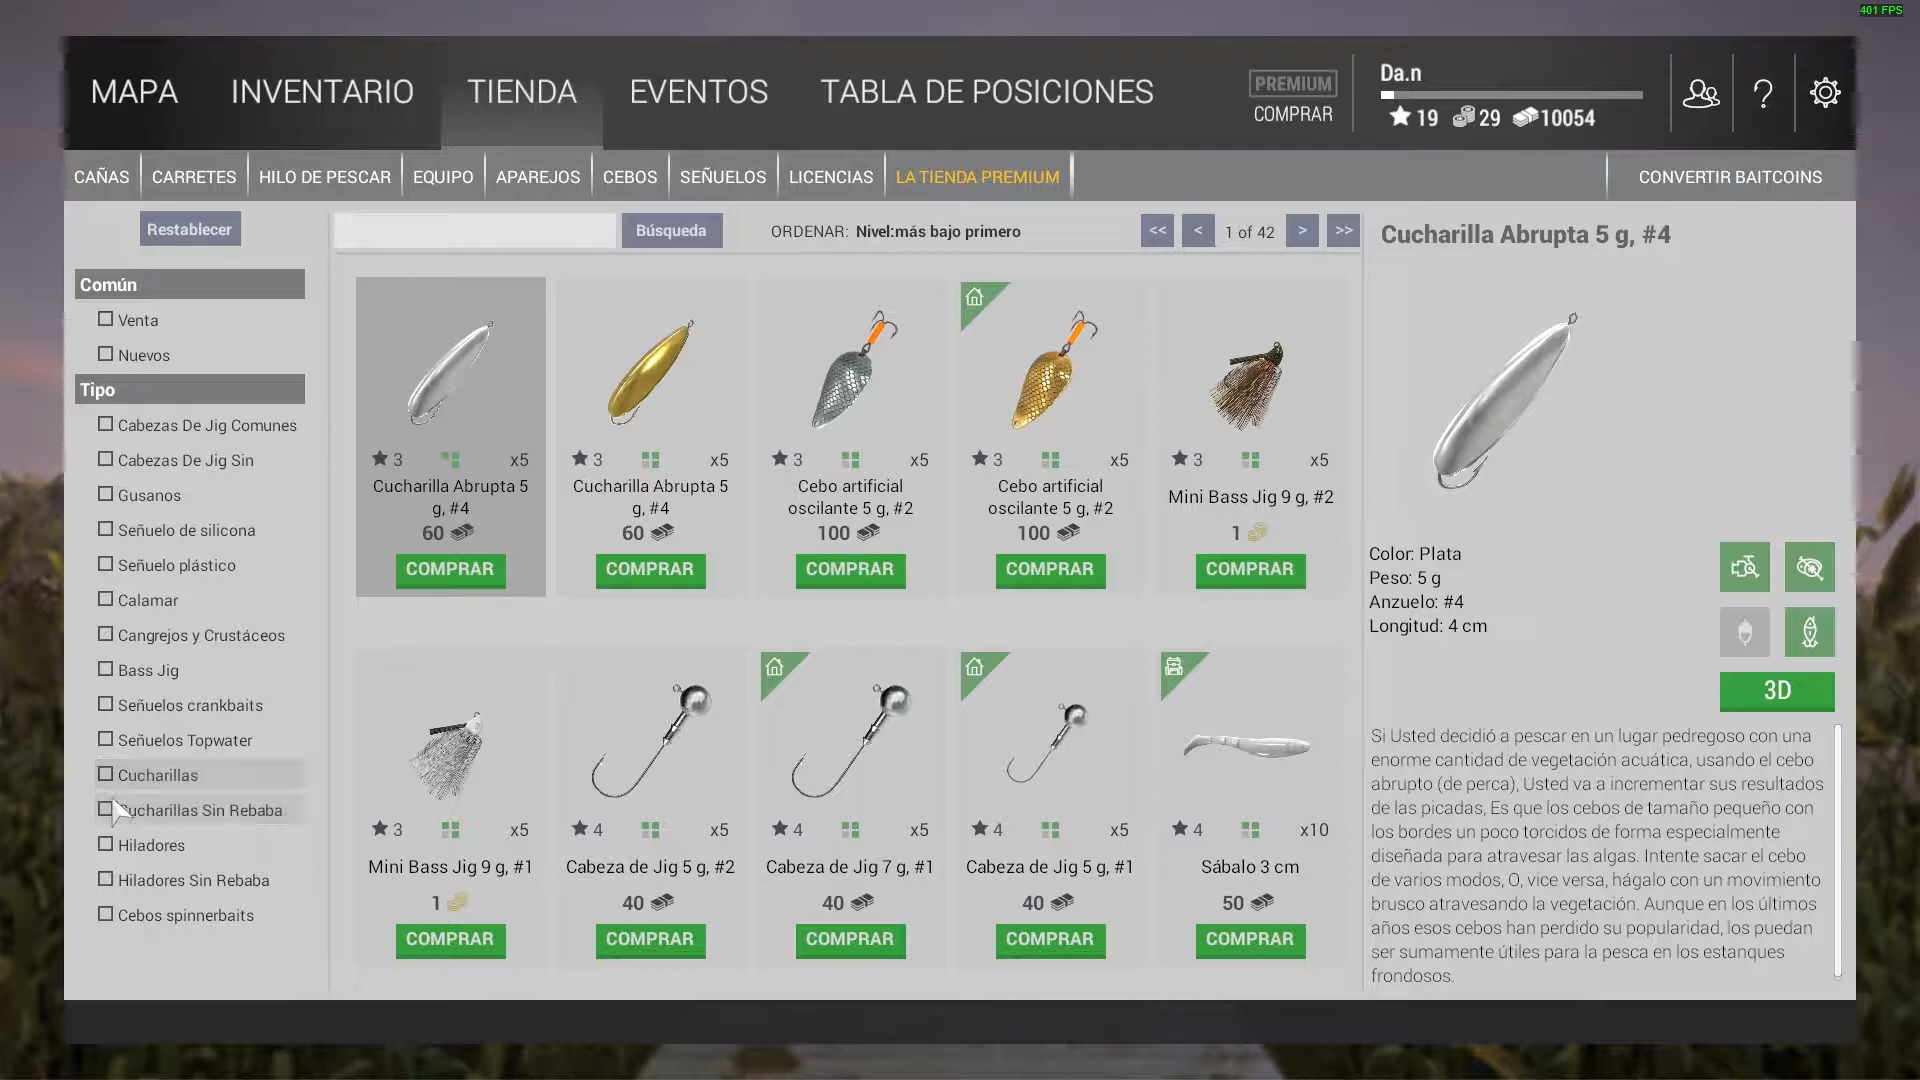 401 FPS
MAPA INVENTARIO TIENDA EVENTOS TABLA DE POSICIONES
PREMIUM
COMPRAR
Da.n
19 29 10054
?
CAÑAS CARRETES HILO DE PESCAR EQUIPO APAREJOS CEBOS SEÑUELOS LICENCIAS LA TIENDA PREMIUM CONVERTIR BAITCOINS
Restablecer
Búsqueda
ORDENAR: Nivel:más bajo primero
<< < 1 of 42 > >>
Común
Venta
Nuevos
Tipo
Cabezas De Jig Comunes
Cabezas De Jig Sin
Gusanos
Señuelo de silicona
Señuelo plástico
Calamar
Cangrejos y Crustáceos
Bass Jig
Señuelos crankbaits
Señuelos Topwater
Cucharillas
Cucharillas Sin Rebaba
Hiladores
Hiladores Sin Rebaba
Cebos spinnerbaits
3 x5
Cucharilla Abrupta 5
g, #4
60
COMPRAR
3 x5
Cucharilla Abrupta 5
g, #4
60
COMPRAR
3 x5
Cebo artificial
oscilante 5 g, #2
100
COMPRAR
3 x5
Cebo artificial
oscilante 5 g, #2
100
COMPRAR
3 x5
Mini Bass Jig 9 g, #2
1
COMPRAR
3 x5
Mini Bass Jig 9 g, #1
1
COMPRAR
4 x5
Cabeza de Jig 5 g, #2
40
COMPRAR
4 x5
Cabeza de Jig 7 g, #1
40
COMPRAR
4 x5
Cabeza de Jig 5 g, #1
40
COMPRAR
4 x10
Sábalo 3 cm
50
COMPRAR
Cucharilla Abrupta 5 g, #4
Color: Plata
Peso: 5 g
Anzuelo: #4
Longitud: 4 cm
3D
Si Usted decidió a pescar en un lugar pedregoso con una
enorme cantidad de vegetación acuática, usando el cebo
abrupto (de perca), Usted va a incrementar sus resultados
de las picadas, Es que los cebos de tamaño pequeño con
los bordes un poco torcidos de forma especialmente
diseñada para atravesar las algas. Intente sacar el cebo
de varios modos, O, vice versa, hágalo con un movimiento
brusco atravesando la vegetación. Aunque en los últimos
años esos cebos han perdido su popularidad, los puedan
ser sumamente útiles para la pesca en los estanques
frondosos.